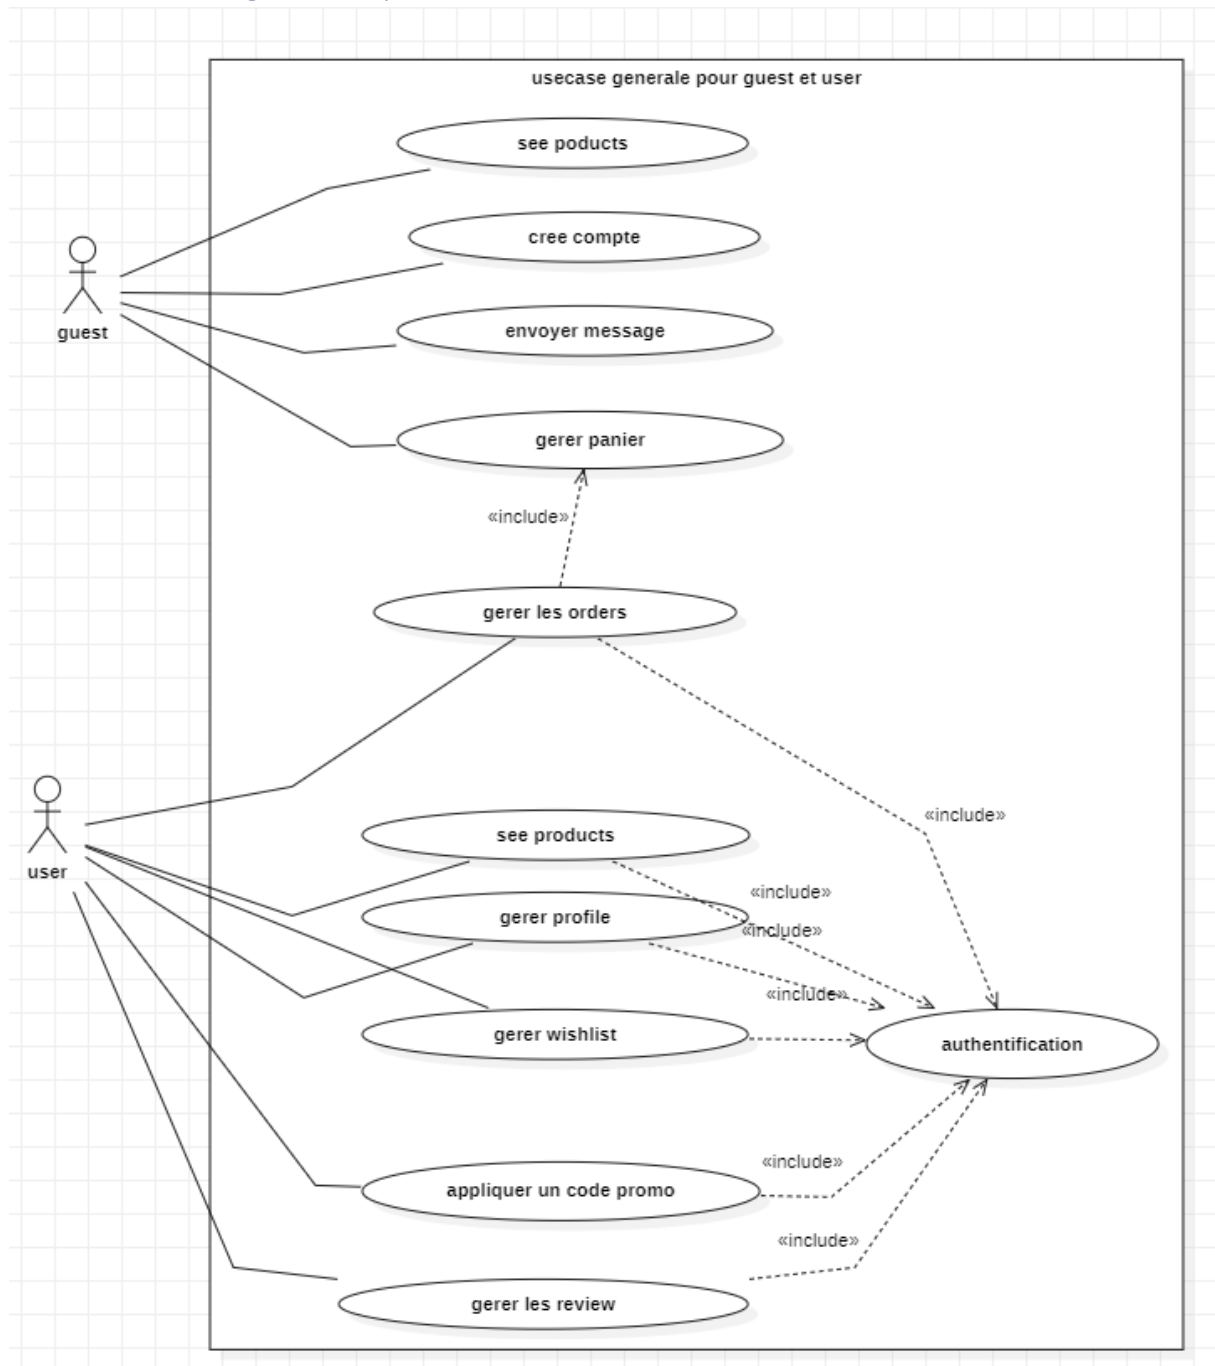 usecase generale pour guest et user
see poducts
cree compte
envoyer message
guest
gerer panier
«include»
gerer les orders
«include»
see products
user
«include»
gerer profile
«include»
«include»
gerer wishlist
authentification
«include»
appliquer un code promo
«include»
gerer les review